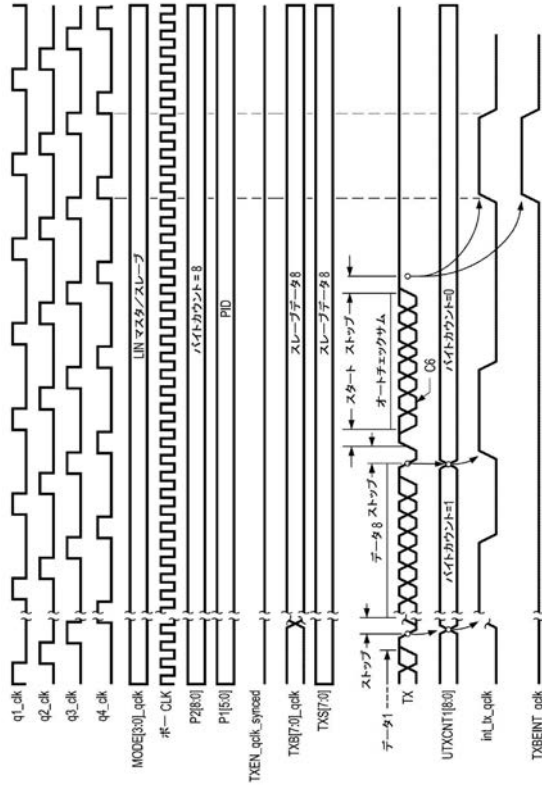 q1_clk
q2_clk
q3_clk
q4_clk
MODE[3:0]_qclk
LIN マスタ／スレーブ
ボー CLK
P2[8:0]
バイトカウント = 8
P1[5:0]
PID
TXEN_qclk_synced
TXB[7:0]_qclk
スレーブデータ 8
TXS[7:0]
スレーブデータ 8
ストップ
データ1
データ 8
ストップ
スタート
ストップ
オートチェックサム
TX
C6
UTXCNT1[8:0]
バイトカウント=1
バイトカウント=0
int_tx_qclk
TXBEINT_qclk